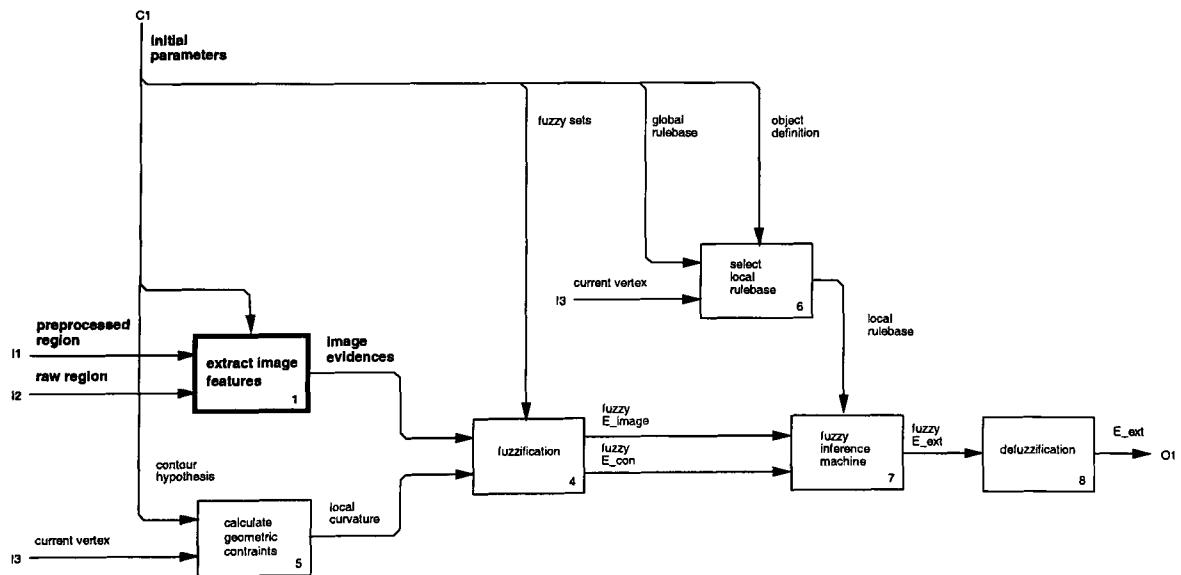 C1
initial
parameters
fuzzy sets
global
rulebase
object
definition
select
local
rulebase
6
current vertex
I3
local
rulebase
preprocessed
region
I1
raw region
I2
extract image
features
1
image
evidences
fuzzification
4
fuzzy
E_image
fuzzy
E_con
fuzzy
inference
machine
7
fuzzy
E_ext
defuzzification
8
E_ext
O1
contour
hypothesis
local
curvature
calculate
geometric
contraints
5
current vertex
I3